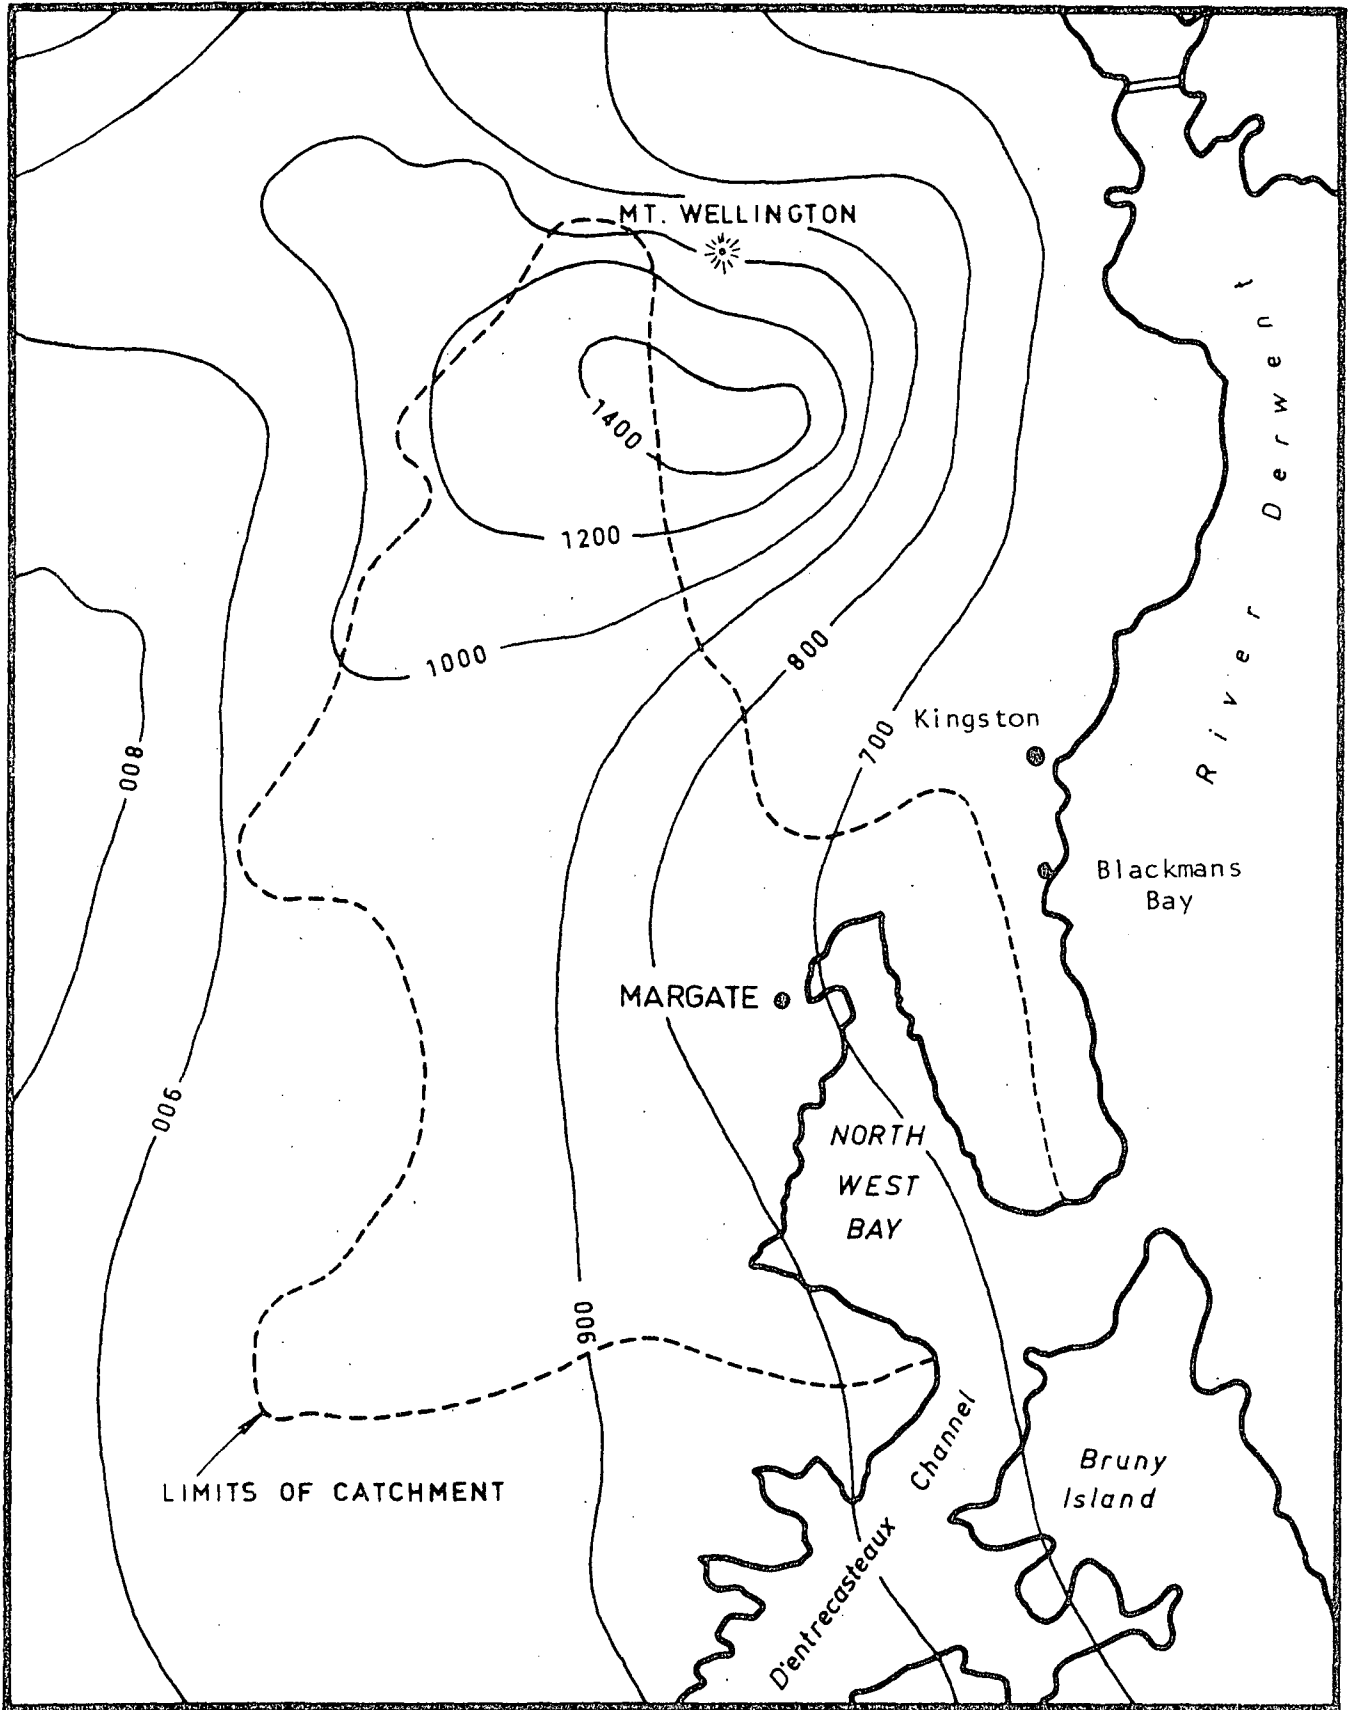 MT. WELLINGTON
1400
1200
1000
800
700
Kingston
River Derwent
800
Blackmans
Bay
MARGATE
900
NORTH
WEST
BAY
900
LIMITS OF CATCHMENT
D'entrecasteaux Channel
Bruny
Island